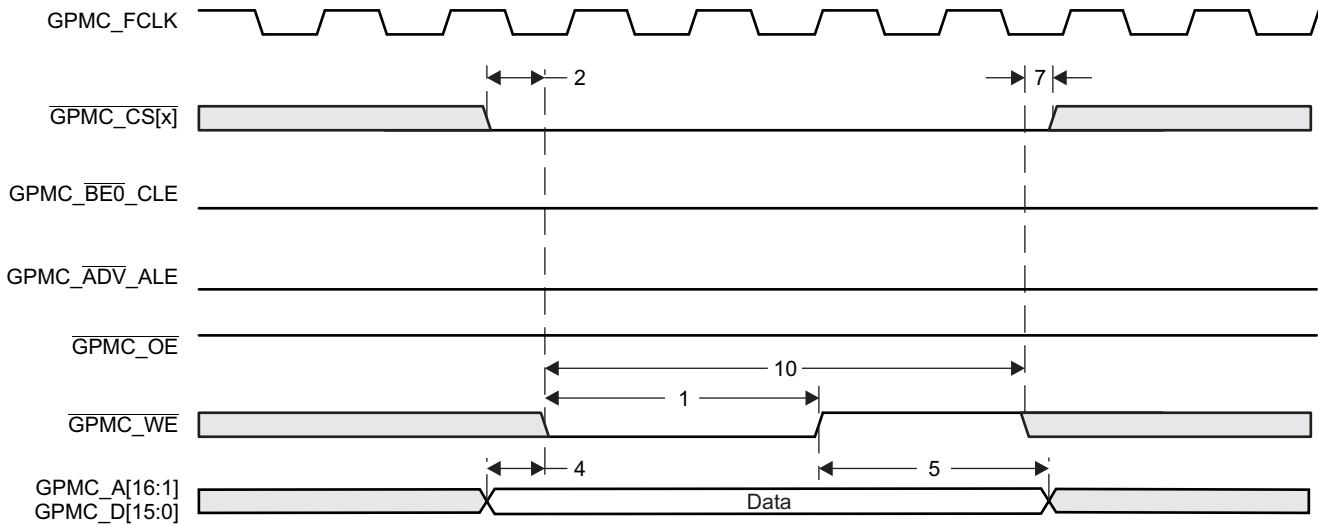 GPMC_FCLK
2
7
GPMC_CS[x]
GPMC_BE0_CLE
GPMC_ADV_ALE
GPMC_OE
10
1
GPMC_WE
4
5
GPMC_A[16:1]
GPMC_D[15:0]
Data